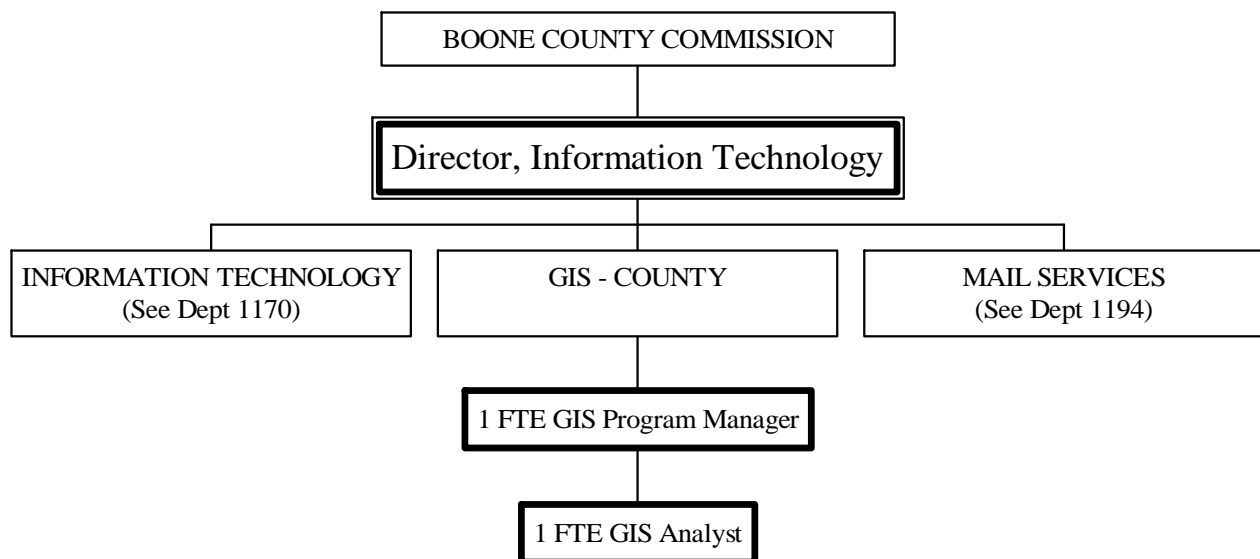 BOONE COUNTY COMMISSION
Director, Information Technology
INFORMATION TECHNOLOGY
(See Dept 1170)
GIS - COUNTY
MAIL SERVICES
(See Dept 1194)
1 FTE GIS Program Manager
1 FTE GIS Analyst